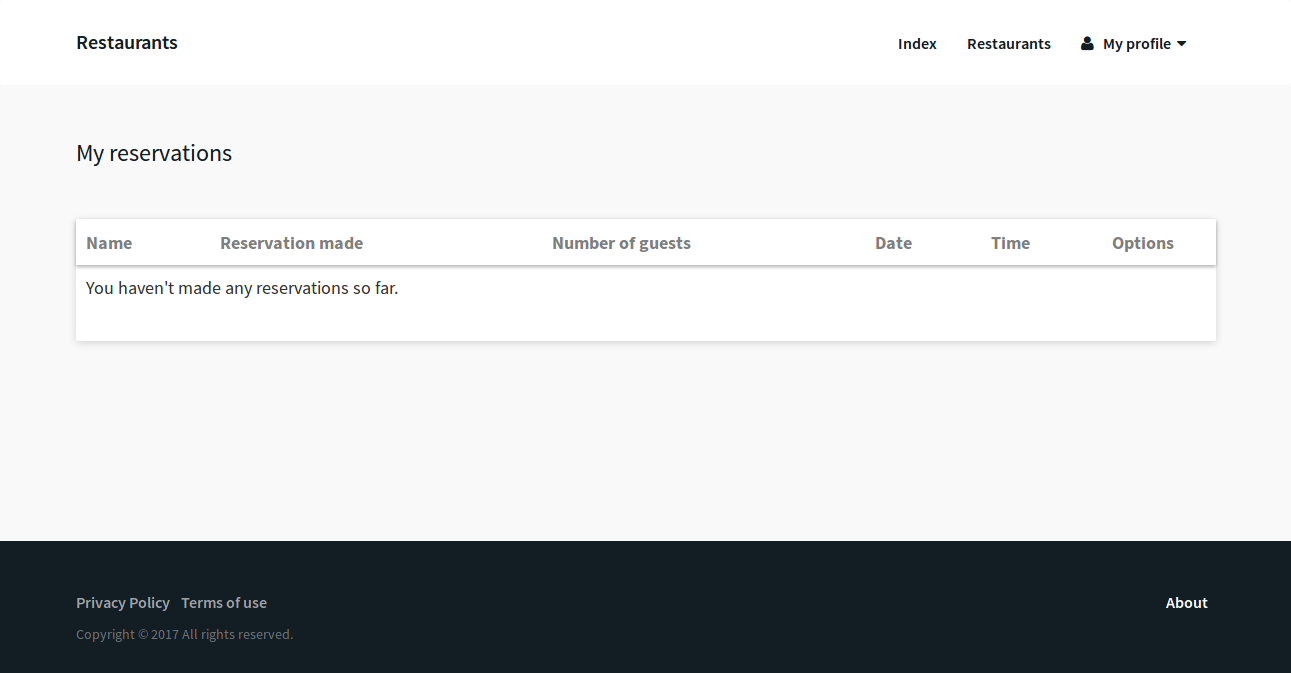 Restaurants
Index Restaurants My profile
My reservations
Name Reservation made Number of guests Date Time Options
You haven't made any reservations so far.
Privacy Policy Terms of use About
Copyright © 2017 All rights reserved.